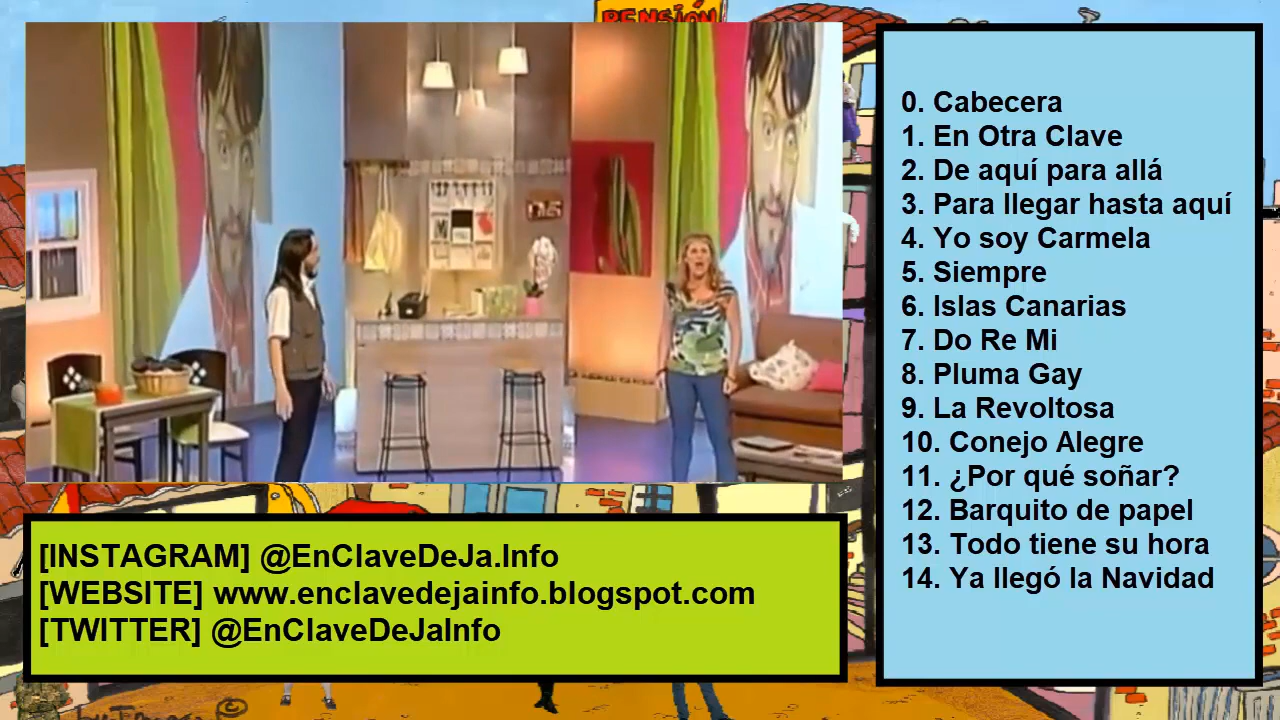 PENSIÓN
0. Cabecera
1. En Otra Clave
2. De aquí para allá
3. Para llegar hasta aquí
4. Yo soy Carmela
5. Siempre
6. Islas Canarias
7. Do Re Mi
8. Pluma Gay
9. La Revoltosa
10. Conejo Alegre
11. ¿Por qué soñar?
12. Barquito de papel
13. Todo tiene su hora
14. Ya llegó la Navidad
[INSTAGRAM] @EnClaveDeJa.Info
[WEBSITE] www.enclavedejainfo.blogspot.com
[TWITTER] @EnClaveDeJaInfo
©